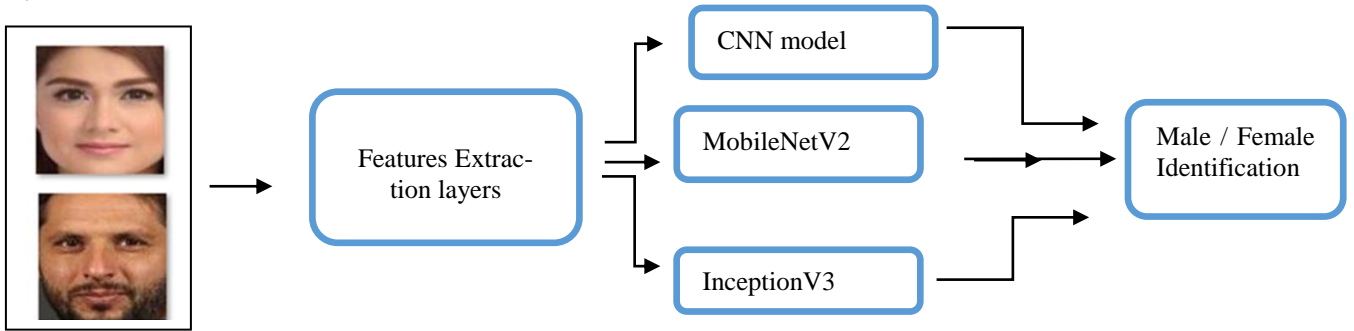 CNN model
Features Extrac-
tion layers
MobileNetV2
InceptionV3
Male / Female
Identification